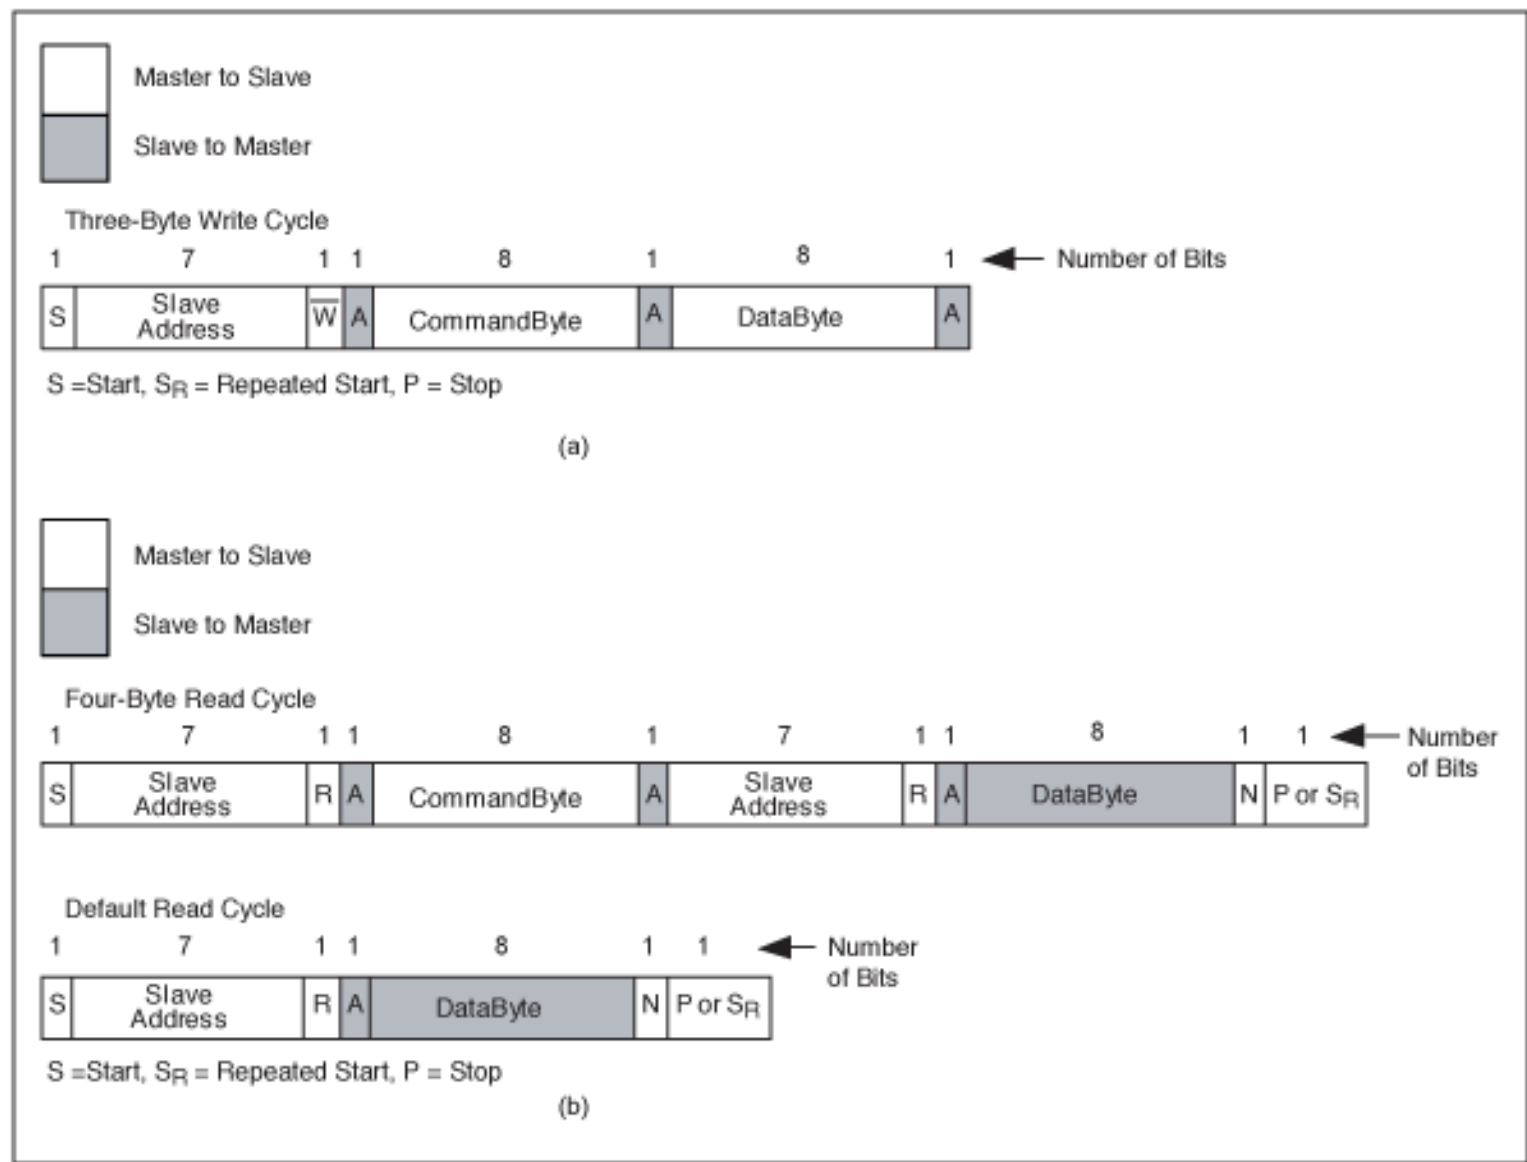 Master to Slave
Slave to Master
Three-Byte Write Cycle
1 7 1 1 8 1 8 1 Number of Bits
S Slave Address W̅ A CommandByte A DataByte A
S =Start, SR = Repeated Start, P = Stop
(a)
Master to Slave
Slave to Master
Four-Byte Read Cycle
1 7 1 1 8 1 7 1 1 8 1 1 Number of Bits
S Slave Address R A CommandByte A Slave Address R A DataByte N P or SR
Default Read Cycle
1 7 1 1 8 1 1 Number of Bits
S Slave Address R A DataByte N P or SR
S =Start, SR = Repeated Start, P = Stop
(b)